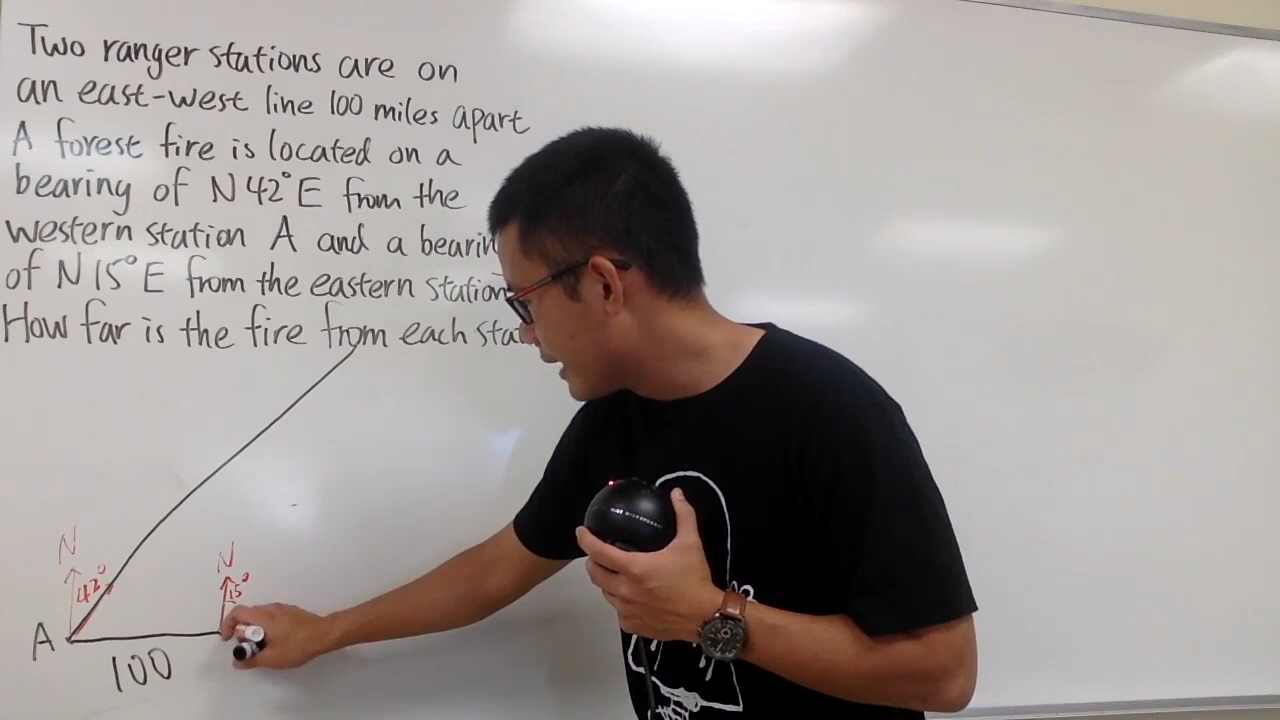 Two ranger stations are on
an east-west line 100 miles apart
A forest fire is located on a
bearing of N 42° E from the
western station A and a bearin
of N 15° E from the eastern station
How far is the fire from each stat
N
42°
N
15°
A
100